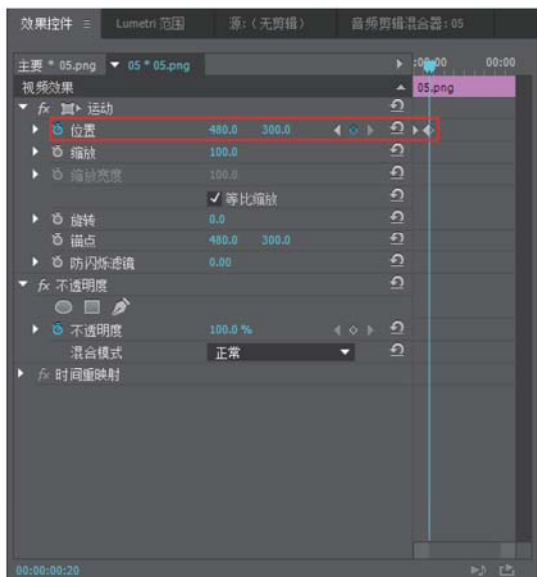 效果控件 Lumetri 范围 源:(无剪辑) 音频剪辑混合器:05
主要 * 05.png 05 * 05.png :00:00 00:00
视频效果 05.png
fx 运动
位置 480.0 300.0
缩放 100.0
缩放宽度 100.0
等比缩放
旋转 0.0
锚点 480.0 300.0
防闪烁滤镜 0.00
fx 不透明度
不透明度 100.0 %
混合模式 正常
fx 时间重映射
00:00:00:20